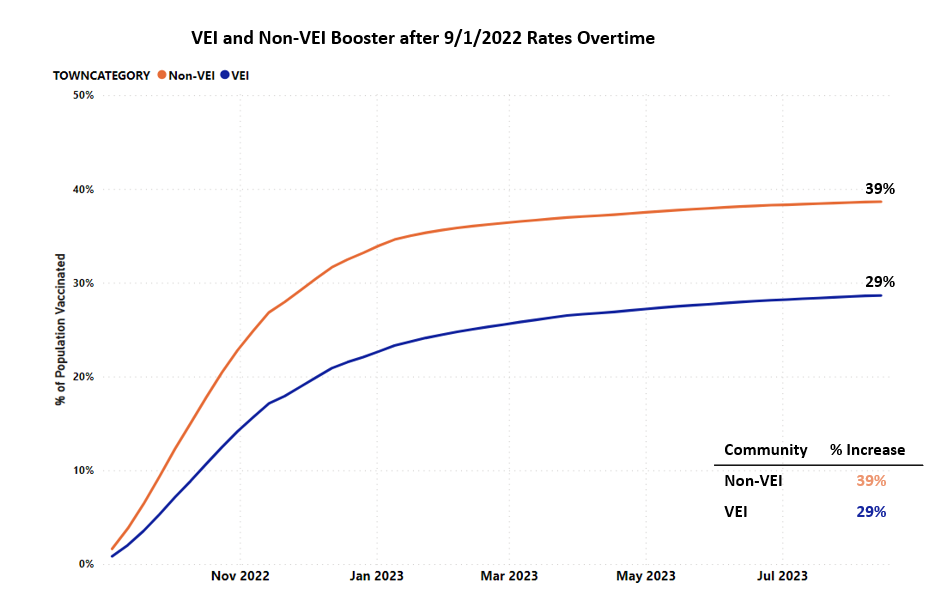 VEI and Non-VEI Booster after 9/1/2022 Rates Overtime
TOWNCATEGORY Non-VEI VEI
50%
40%
30%
20%
10%
0%
% of Population Vaccinated
39%
29%
Community % Increase
Non-VEI 39%
VEI 29%
Nov 2022 Jan 2023 Mar 2023 May 2023 Jul 2023